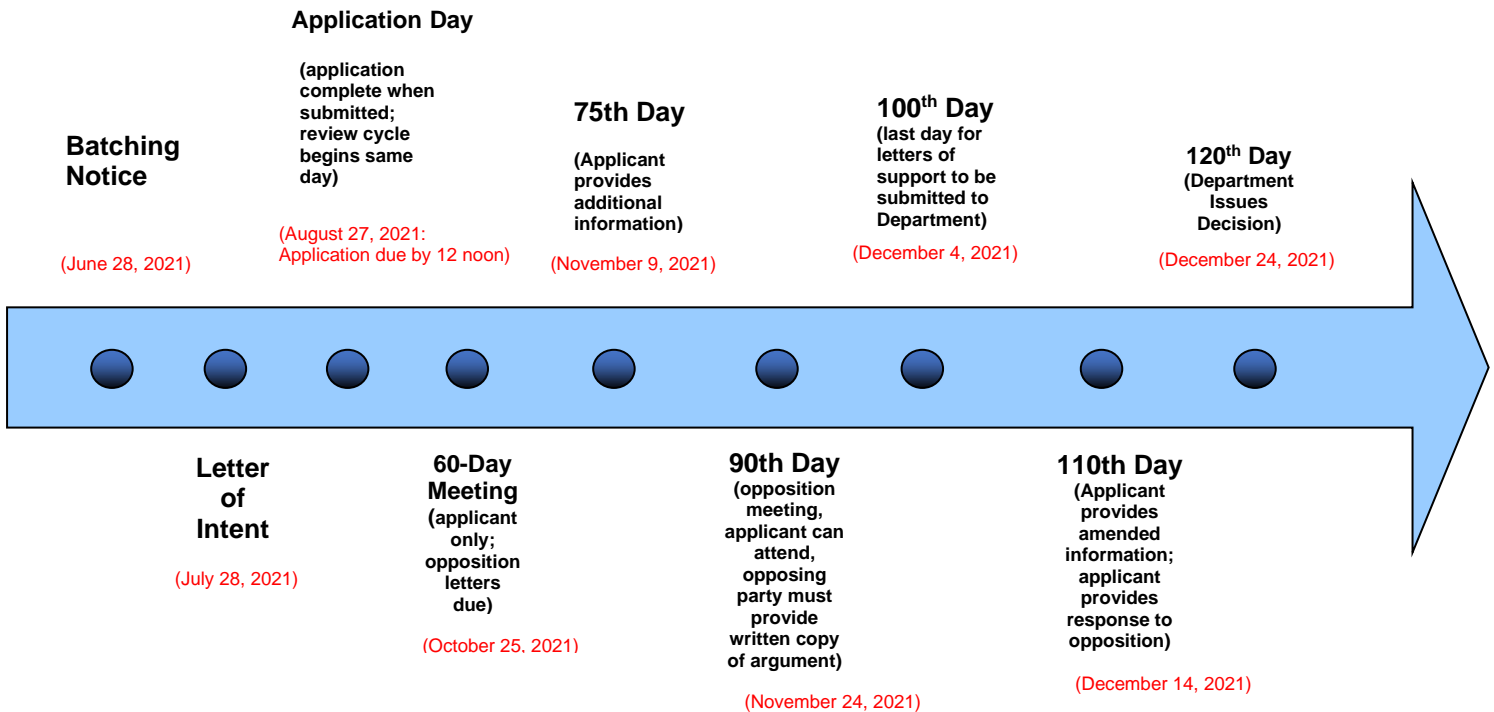 Application Day
(application
complete when
submitted;
review cycle
begins same
day)
(August 27, 2021:
Application due by 12 noon)
Batching
Notice
(June 28, 2021)
75th Day
(Applicant
provides
additional
information)
(November 9, 2021)
100th Day
(last day for
letters of
support to be
submitted to
Department)
(December 4, 2021)
120th Day
(Department
Issues
Decision)
(December 24, 2021)
Letter
of
Intent
(July 28, 2021)
60-Day
Meeting
(applicant
only;
opposition
letters
due)
(October 25, 2021)
90th Day
(opposition
meeting,
applicant can
attend,
opposing
party must
provide
written copy
of argument)
(November 24, 2021)
110th Day
(Applicant
provides
amended
information;
applicant
provides
response to
opposition)
(December 14, 2021)